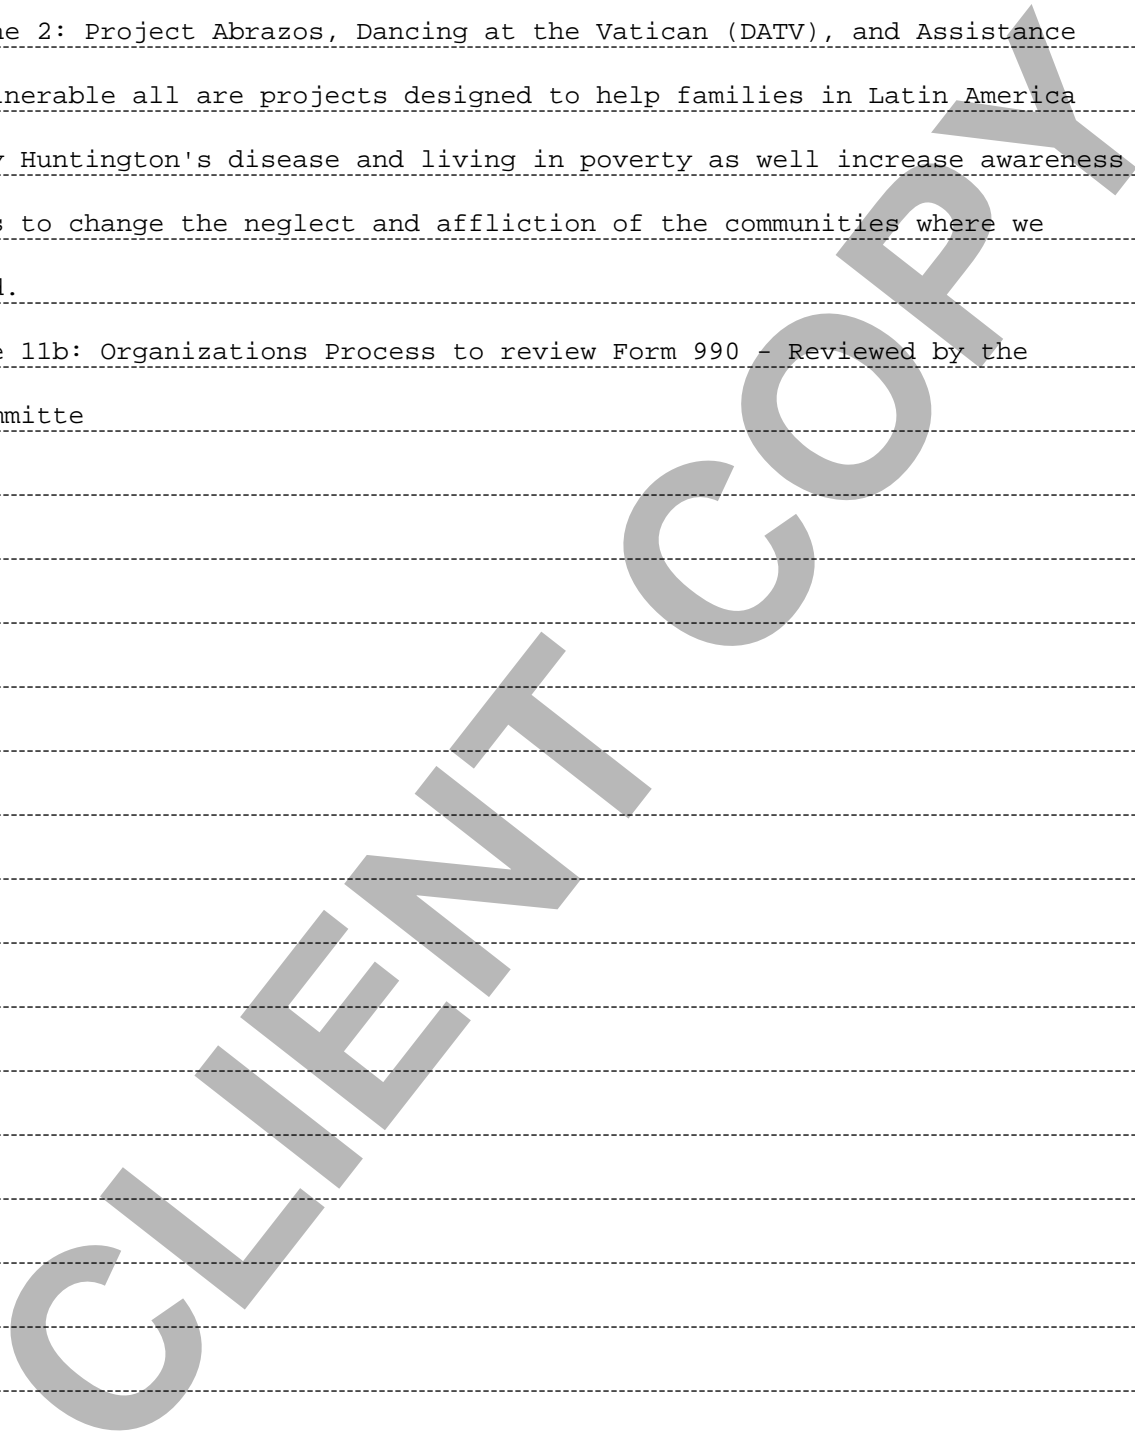 ne 2: Project Abrazos, Dancing at the Vatican (DATV), and Assistance
lnerable all are projects designed to help families in Latin America
y Huntington's disease and living in poverty as well increase awareness
s to change the neglect and affliction of the communities where we
d.
e 11b: Organizations Process to review Form 990 - Reviewed by the
mmitte
CLIENT COPY